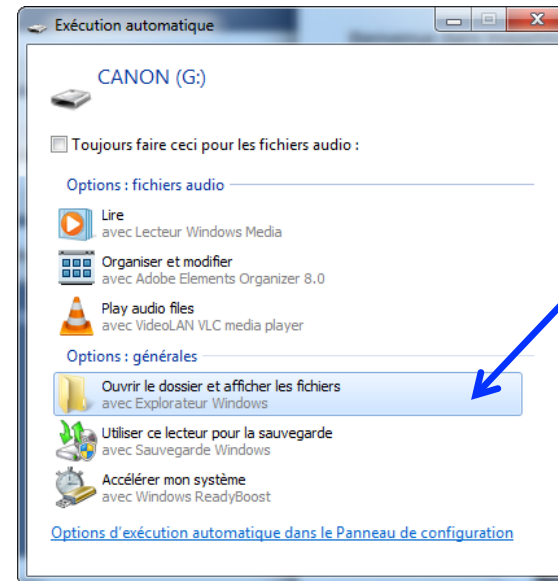 Exécution automatique
CANON (G:)
Toujours faire ceci pour les fichiers audio :
Options : fichiers audio
Lire
avec Lecteur Windows Media
Organiser et modifier
avec Adobe Elements Organizer 8.0
Play audio files
avec VideoLAN VLC media player
Options : générales
Ouvrir le dossier et afficher les fichiers
avec Explorateur Windows
Utiliser ce lecteur pour la sauvegarde
avec Sauvegarde Windows
Accélérer mon système
avec Windows ReadyBoost
Options d'exécution automatique dans le Panneau de configuration